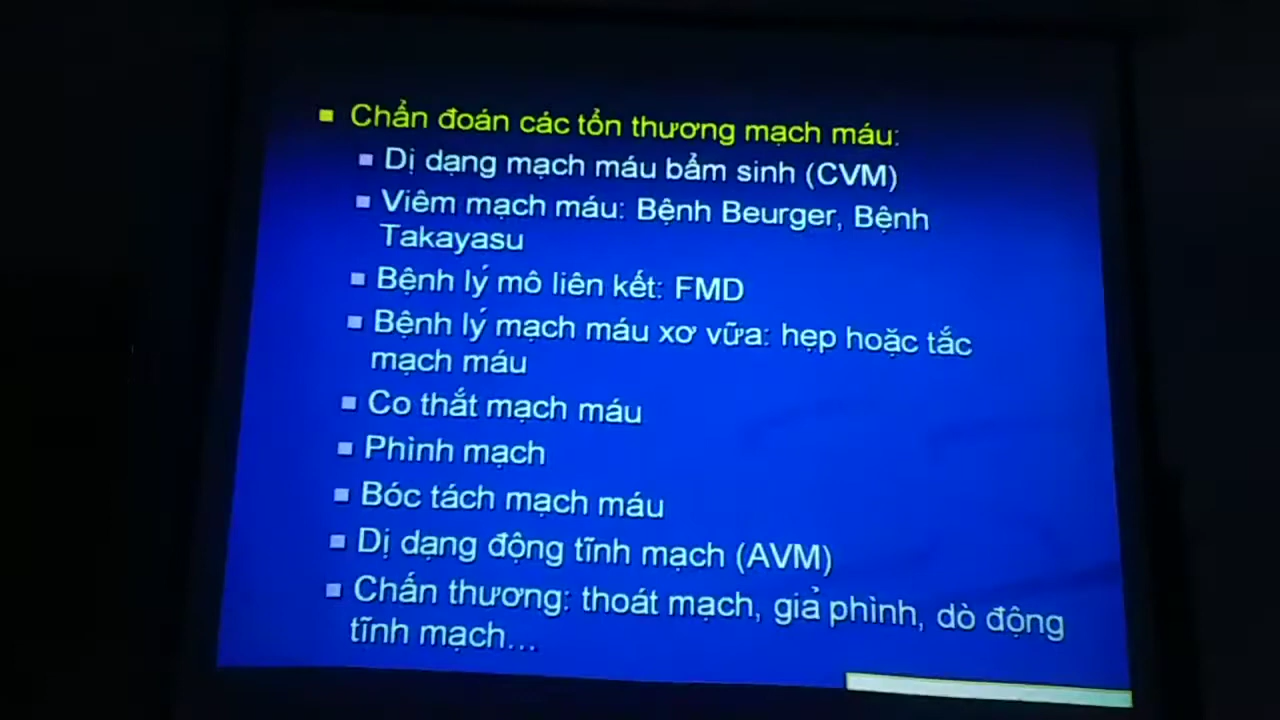 Chẩn đoán các tổn thương mạch máu:
Dị dạng mạch máu bẩm sinh (CVM)
Viêm mạch máu: Bệnh Beurger, Bệnh
Takayasu
Bệnh lý mô liên kết: FMD
Bệnh lý mạch máu xơ vữa: hẹp hoặc tắc
mạch máu
Co thắt mạch máu
Phình mạch
Bóc tách mạch máu
Dị dạng động tĩnh mạch (AVM)
Chấn thương: thoát mạch, giả phình, dò động
tĩnh mạch...